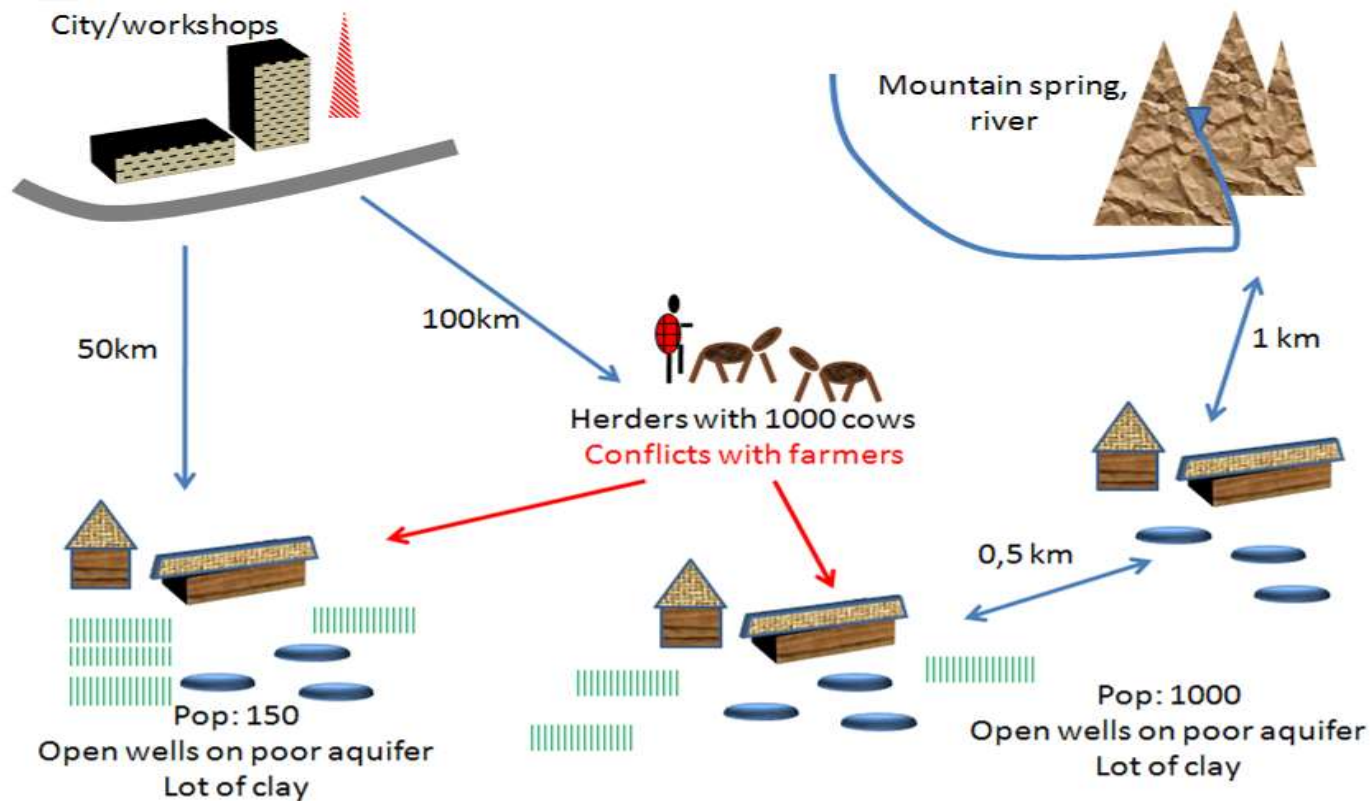 City/workshops
Mountain spring,
river
50km
100km
1 km
Herders with 1000 cows
Conflicts with farmers
0,5 km
Pop: 150
Open wells on poor aquifer
Lot of clay
Pop: 1000
Open wells on poor aquifer
Lot of clay